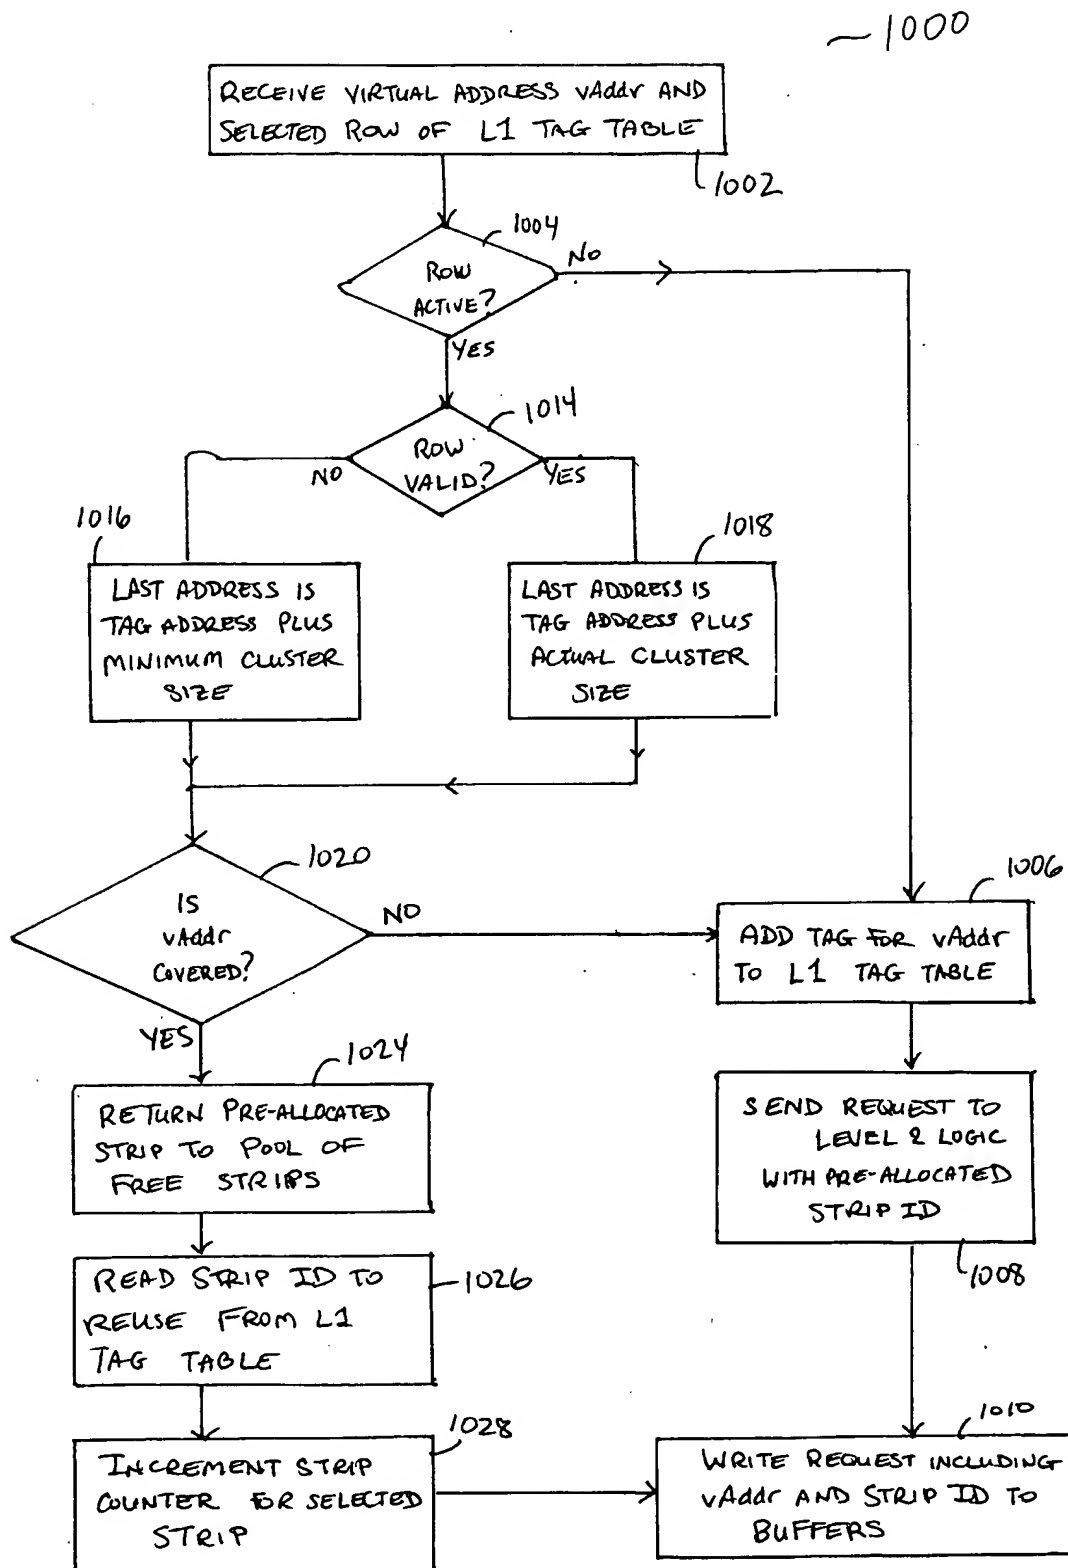 1000
RECEIVE VIRTUAL ADDRESS vAddr AND
SELECTED ROW OF L1 TAG TABLE
1002
1004
ROW
ACTIVE?
NO
YES
1014
ROW
VALID?
NO
YES
1016
LAST ADDRESS IS
TAG ADDRESS PLUS
MINIMUM CLUSTER
SIZE
1018
LAST ADDRESS IS
TAG ADDRESS PLUS
ACTUAL CLUSTER
SIZE
1020
IS
vAddr
COVERED?
NO
YES
1006
ADD TAG FOR vAddr
TO L1 TAG TABLE
1024
RETURN PRE-ALLOCATED
STRIP TO POOL OF
FREE STRIPS
SEND REQUEST TO
LEVEL 2 LOGIC
WITH PRE-ALLOCATED
STRIP ID
1008
READ STRIP ID TO
REUSE FROM L1
TAG TABLE
1026
INCREMENT STRIP
COUNTER FOR SELECTED
STRIP
1028
1010
WRITE REQUEST INCLUDING
vAddr AND STRIP ID TO
BUFFERS